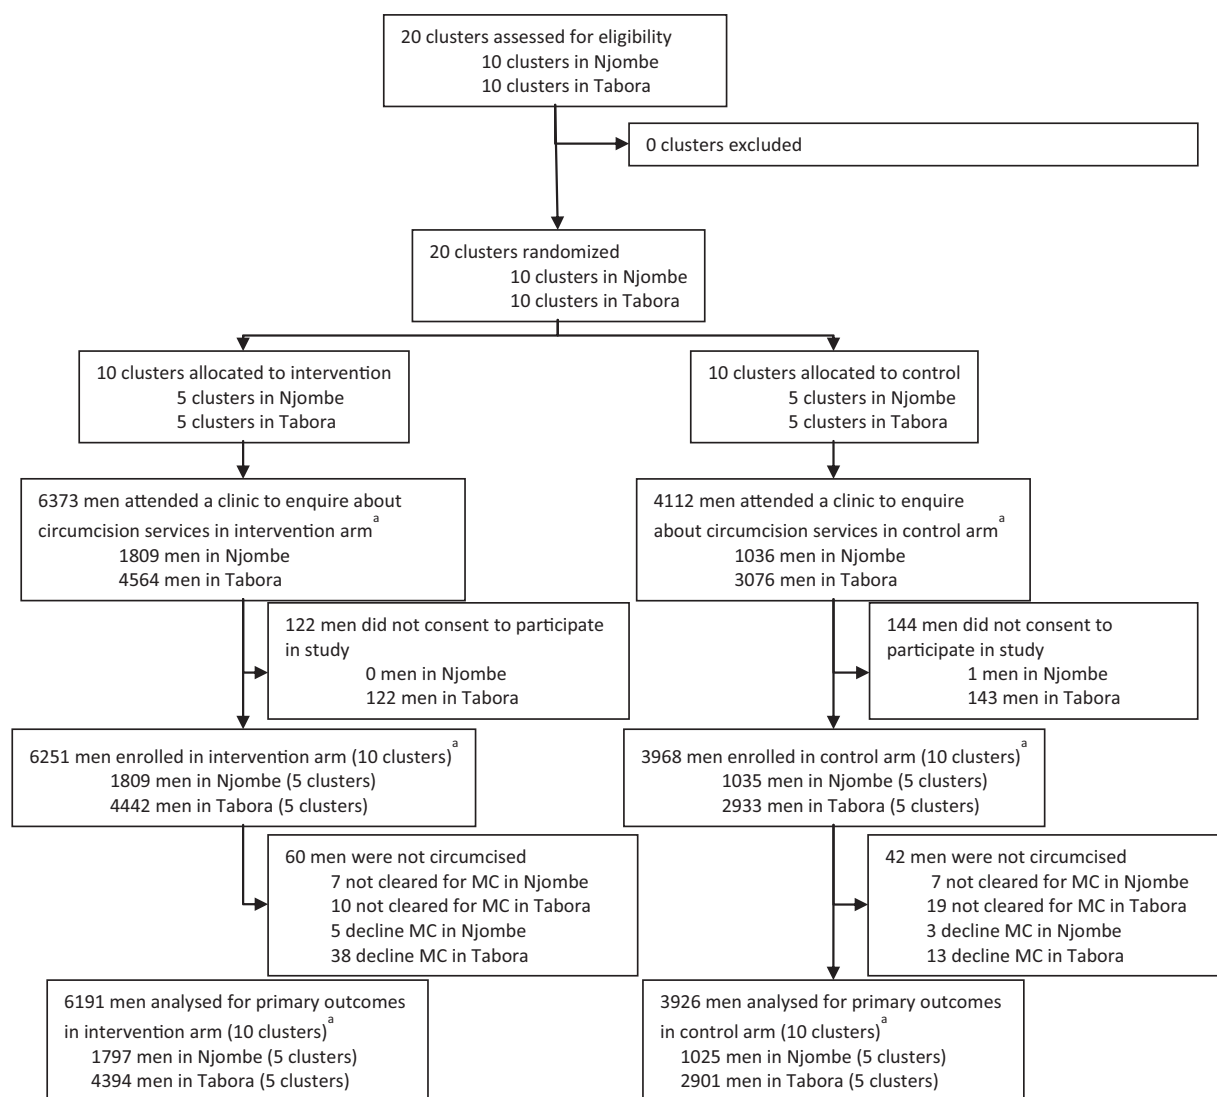 20 clusters assessed for eligibility
10 clusters in Njombe
10 clusters in Tabora
0 clusters excluded
20 clusters randomized
10 clusters in Njombe
10 clusters in Tabora
10 clusters allocated to intervention
5 clusters in Njombe
5 clusters in Tabora
10 clusters allocated to control
5 clusters in Njombe
5 clusters in Tabora
6373 men attended a clinic to enquire about
circumcision services in intervention arm a
1809 men in Njombe
4564 men in Tabora
4112 men attended a clinic to enquire
about circumcision services in control arm a
1036 men in Njombe
3076 men in Tabora
122 men did not consent to participate
in study
0 men in Njombe
122 men in Tabora
144 men did not consent to
participate in study
1 men in Njombe
143 men in Tabora
6251 men enrolled in intervention arm (10 clusters) a
1809 men in Njombe (5 clusters)
4442 men in Tabora (5 clusters)
3968 men enrolled in control arm (10 clusters) a
1035 men in Njombe (5 clusters)
2933 men in Tabora (5 clusters)
60 men were not circumcised
7 not cleared for MC in Njombe
10 not cleared for MC in Tabora
5 decline MC in Njombe
38 decline MC in Tabora
42 men were not circumcised
7 not cleared for MC in Njombe
19 not cleared for MC in Tabora
3 decline MC in Njombe
13 decline MC in Tabora
6191 men analysed for primary outcomes
in intervention arm (10 clusters) a
1797 men in Njombe (5 clusters)
4394 men in Tabora (5 clusters)
3926 men analysed for primary outcomes
in control arm (10 clusters) a
1025 men in Njombe (5 clusters)
2901 men in Tabora (5 clusters)